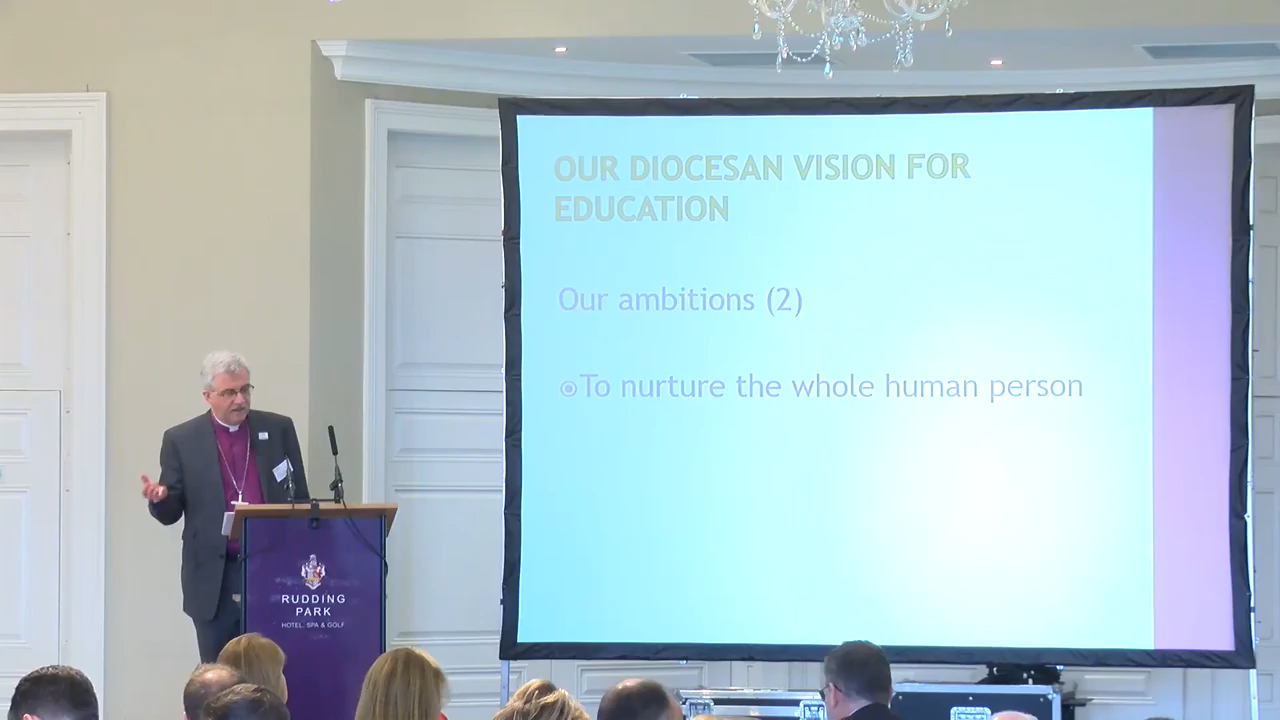 OUR DIOCESAN VISION FOR
EDUCATION
Our ambitions (2)
To nurture the whole human person
RUDDING
PARK
HOTEL, SPA & GOLF